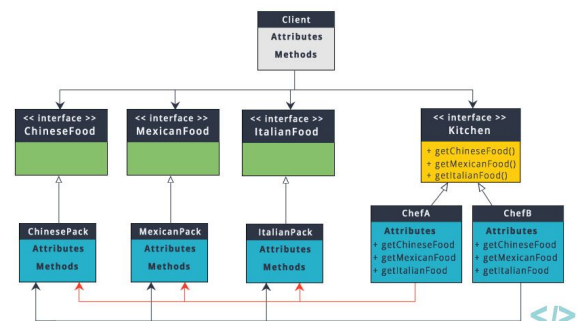 Client
Attributes
Methods
<< interface >>
ChineseFood
<< interface >>
MexicanFood
<< interface >>
ItalianFood
<< interface >>
Kitchen
+ getChineseFood()
+ getMexicanFood()
+ getItalianFood()
ChinesePack
Attributes
Methods
MexicanPack
Attributes
Methods
ItalianPack
Attributes
Methods
ChefA
Attributes
+ getChineseFood
+ getMexicanFood
+ getItalianFood
ChefB
Attributes
+ getChineseFood
+ getMexicanFood
+ getItalianFood
</>